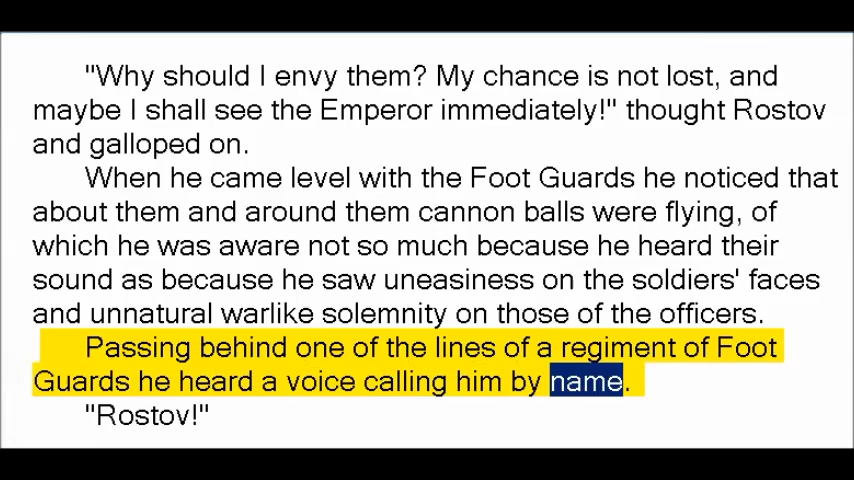 "Why should I envy them? My chance is not lost, and
maybe I shall see the Emperor immediately!" thought Rostov
and galloped on.
When he came level with the Foot Guards he noticed that
about them and around them cannon balls were flying, of
which he was aware not so much because he heard their
sound as because he saw uneasiness on the soldiers' faces
and unnatural warlike solemnity on those of the officers.
Passing behind one of the lines of a regiment of Foot
Guards he heard a voice calling him by name.
"Rostov!"